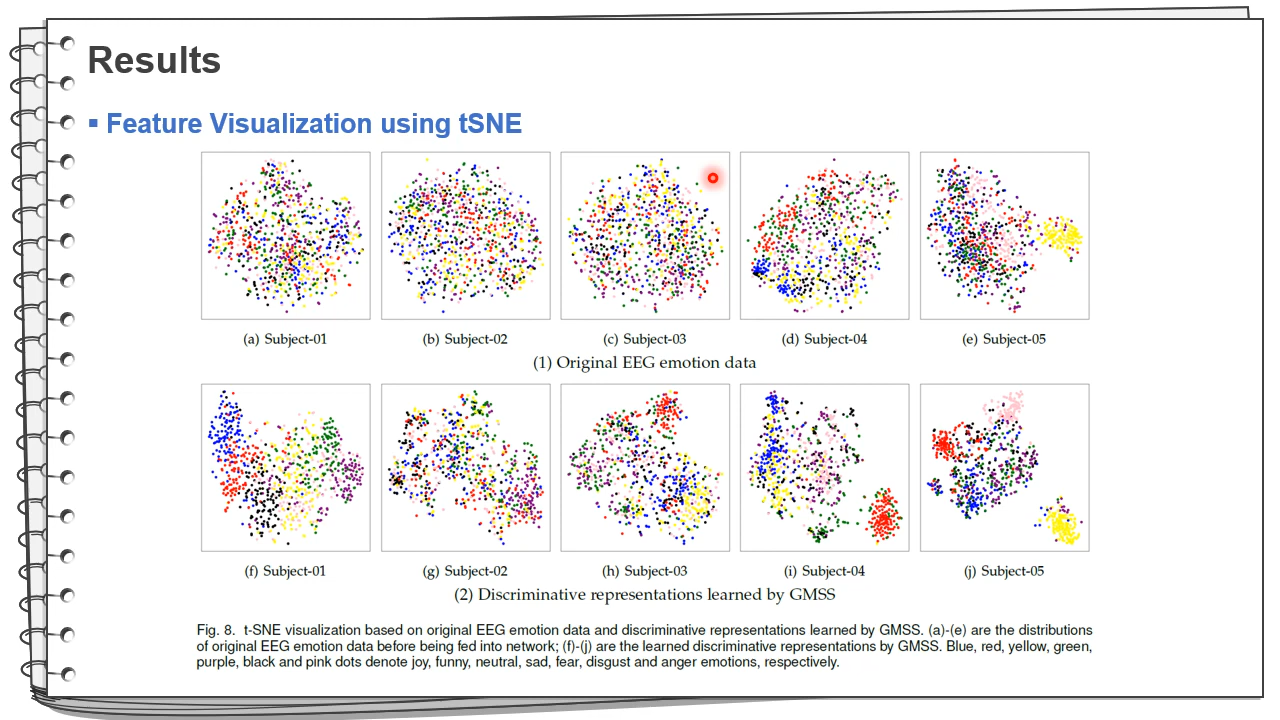 Results
▪ Feature Visualization using tSNE
(a) Subject-01
(b) Subject-02
(c) Subject-03
(d) Subject-04
(e) Subject-05
(1) Original EEG emotion data
(f) Subject-01
(g) Subject-02
(h) Subject-03
(i) Subject-04
(j) Subject-05
(2) Discriminative representations learned by GMSS
Fig. 8. t-SNE visualization based on original EEG emotion data and discriminative representations learned by GMSS. (a)-(e) are the distributions
of original EEG emotion data before being fed into network; (f)-(j) are the learned discriminative representations by GMSS. Blue, red, yellow, green,
purple, black and pink dots denote joy, funny, neutral, sad, fear, disgust and anger emotions, respectively.